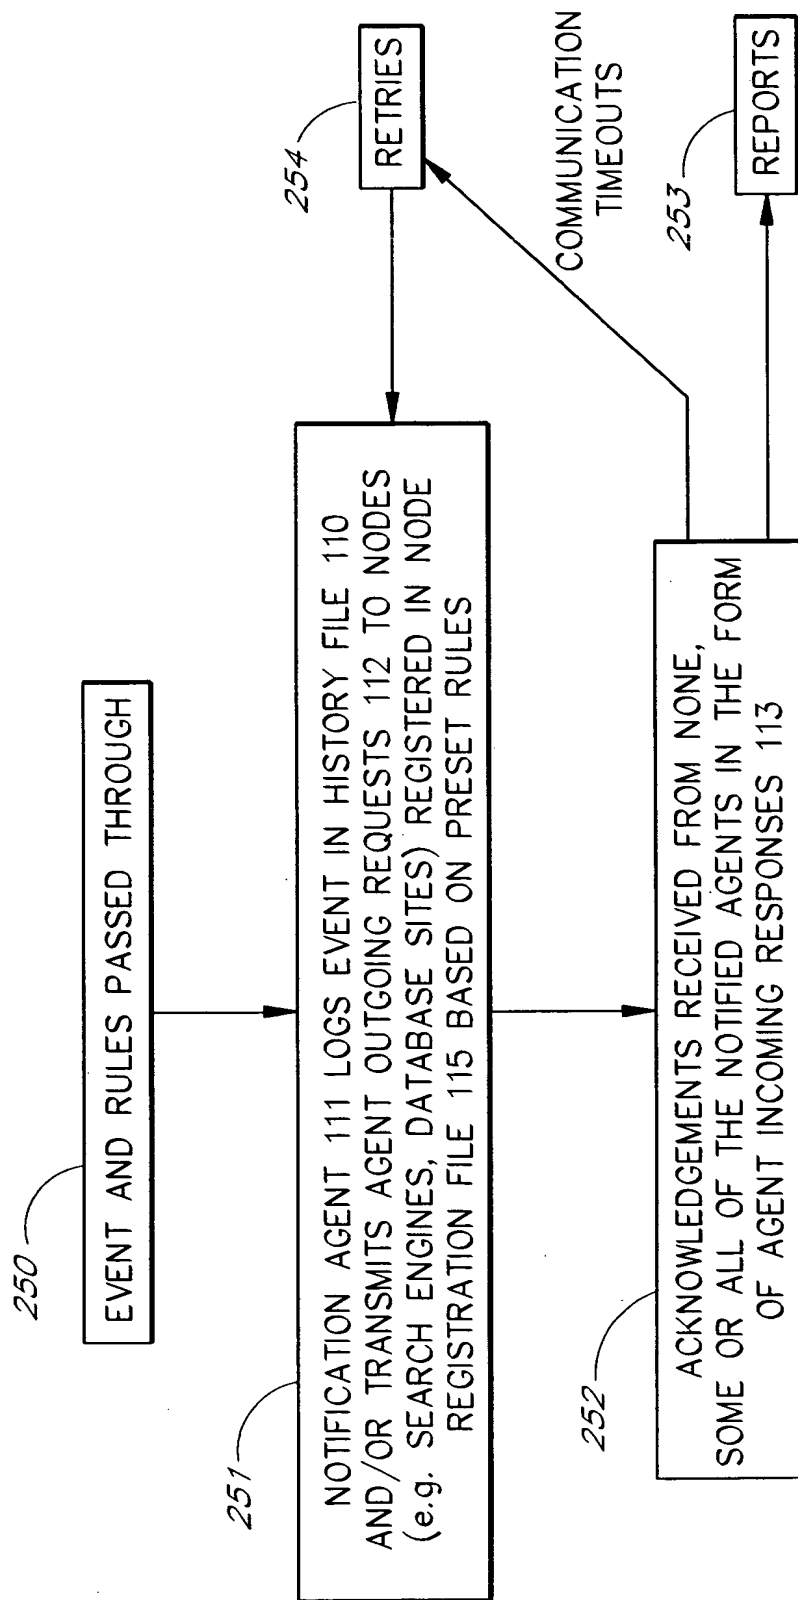 250
EVENT AND RULES PASSED THROUGH
251
NOTIFICATION AGENT 111 LOGS EVENT IN HISTORY FILE 110
AND/OR TRANSMITS AGENT OUTGOING REQUESTS 112 TO NODES
(e.g. SEARCH ENGINES, DATABASE SITES) REGISTERED IN NODE
REGISTRATION FILE 115 BASED ON PRESET RULES
254
RETRIES
COMMUNICATION
TIMEOUTS
252
ACKNOWLEDGEMENTS RECEIVED FROM NONE,
SOME OR ALL OF THE NOTIFIED AGENTS IN THE FORM
OF AGENT INCOMING RESPONSES 113
253
REPORTS